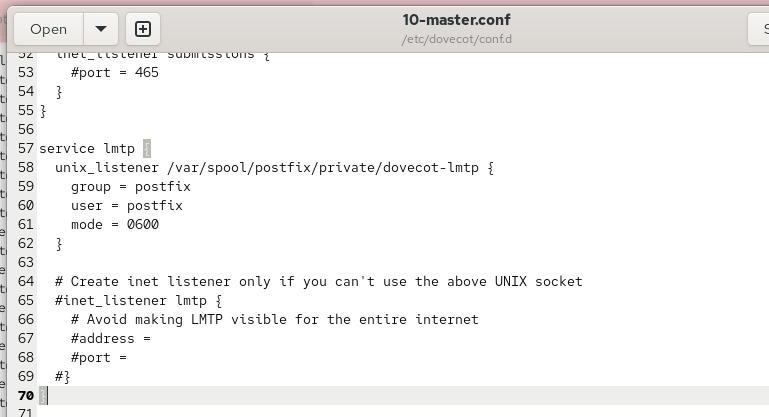 Open
10-master.conf
/etc/dovecot/conf.d
S
52 inet_listener submissions {
53 #port = 465
54 }
55 }
56
57 service lmtp {
58 unix_listener /var/spool/postfix/private/dovecot-lmtp {
59 group = postfix
60 user = postfix
61 mode = 0600
62 }
63
64 # Create inet listener only if you can't use the above UNIX socket
65 #inet_listener lmtp {
66 # Avoid making LMTP visible for the entire internet
67 #address =
68 #port =
69 #}
70 }
71